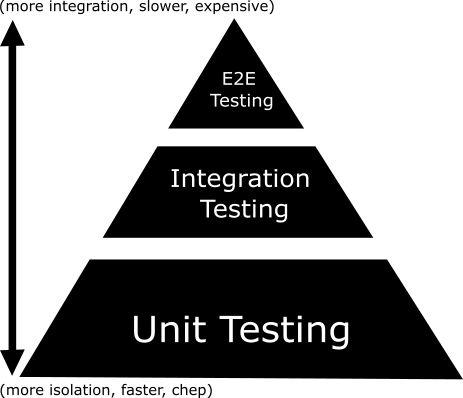 (more integration, slower, expensive)
E2E
Testing
Integration
Testing
Unit Testing
(more isolation, faster, chep)